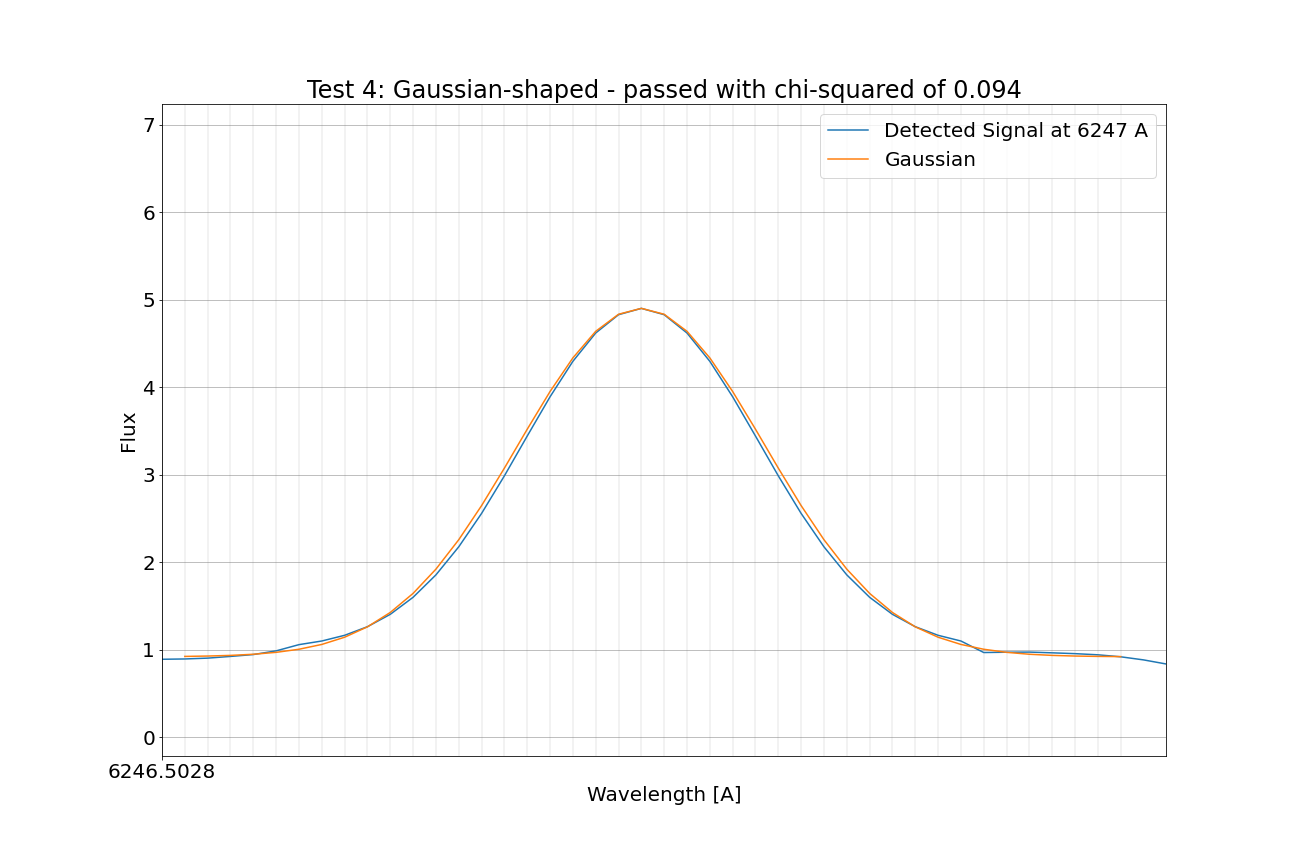 Test 4: Gaussian-shaped - passed with chi-squared of 0.094
Detected Signal at 6247 A
Gaussian
7
6
5
4
3
2
1
0
Flux
6246.5028
Wavelength [A]